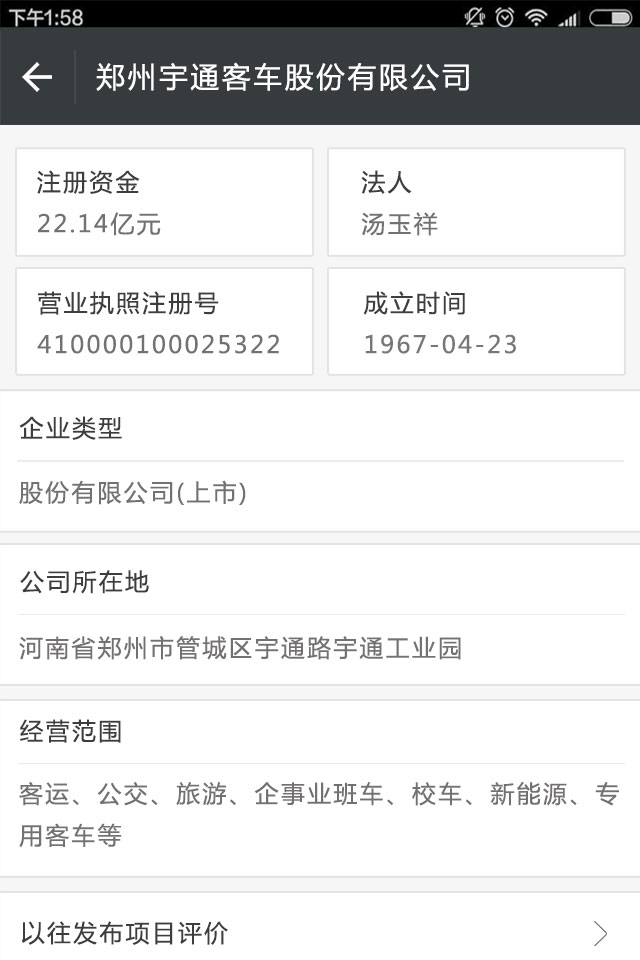 下午1:58
郑州宇通客车股份有限公司
注册资金
法人
22.14亿元
汤玉祥
营业执照注册号
成立时间
410000100025322
1967-04-23
企业类型
股份有限公司(上市)
公司所在地
河南省郑州市管城区宇通路宇通工业园
经营范围
客运、公交、旅游、企事业班车、校车、新能源、专
用客车等
以往发布项目评价